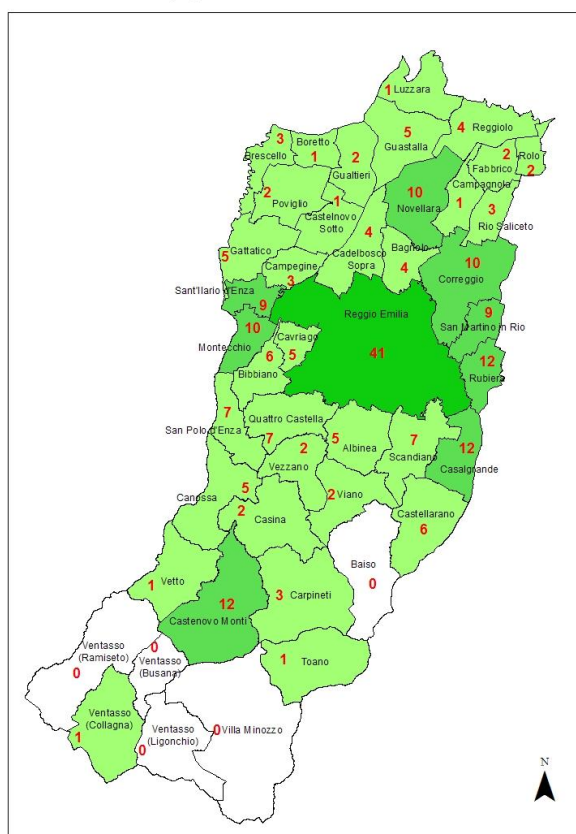 1
Luzzara
5
Guastalla
4
Reggiolo
3
Brescello
Boretto
1
2
Gualtieri
2
Fabbrico
Rolo
2
10
Novellara
Campagnola
1
3
Rio Saliceto
2
Poviglio
1
Castelnovo
Sotto
4
Cadelbosco
Sopra
Bagnolo
4
Gattatico
5
Campegine
3
10
Correggio
Sant'Ilario d'Enza
9
Reggio Emilia
41
9
San Martino in Rio
10
Montecchio
Cavriago
5
6
Bibbiano
12
Rubiera
7
San Polo d'Enza
Quattro Castella
7
2
Vezzano
5
Albinea
7
Scandiano
12
Casalgrande
5
Canossa
2
Casina
2
Viano
Castellarano
6
Baiso
0
1
Vetto
12
Castenovo Monti
3
Carpineti
1
Toano
Ventasso
(Ramiseto)
0
0
Ventasso
(Busana)
Ventasso
(Collagna)
1
Ventasso
(Ligonchio)
0
0
Villa Minozzo
N